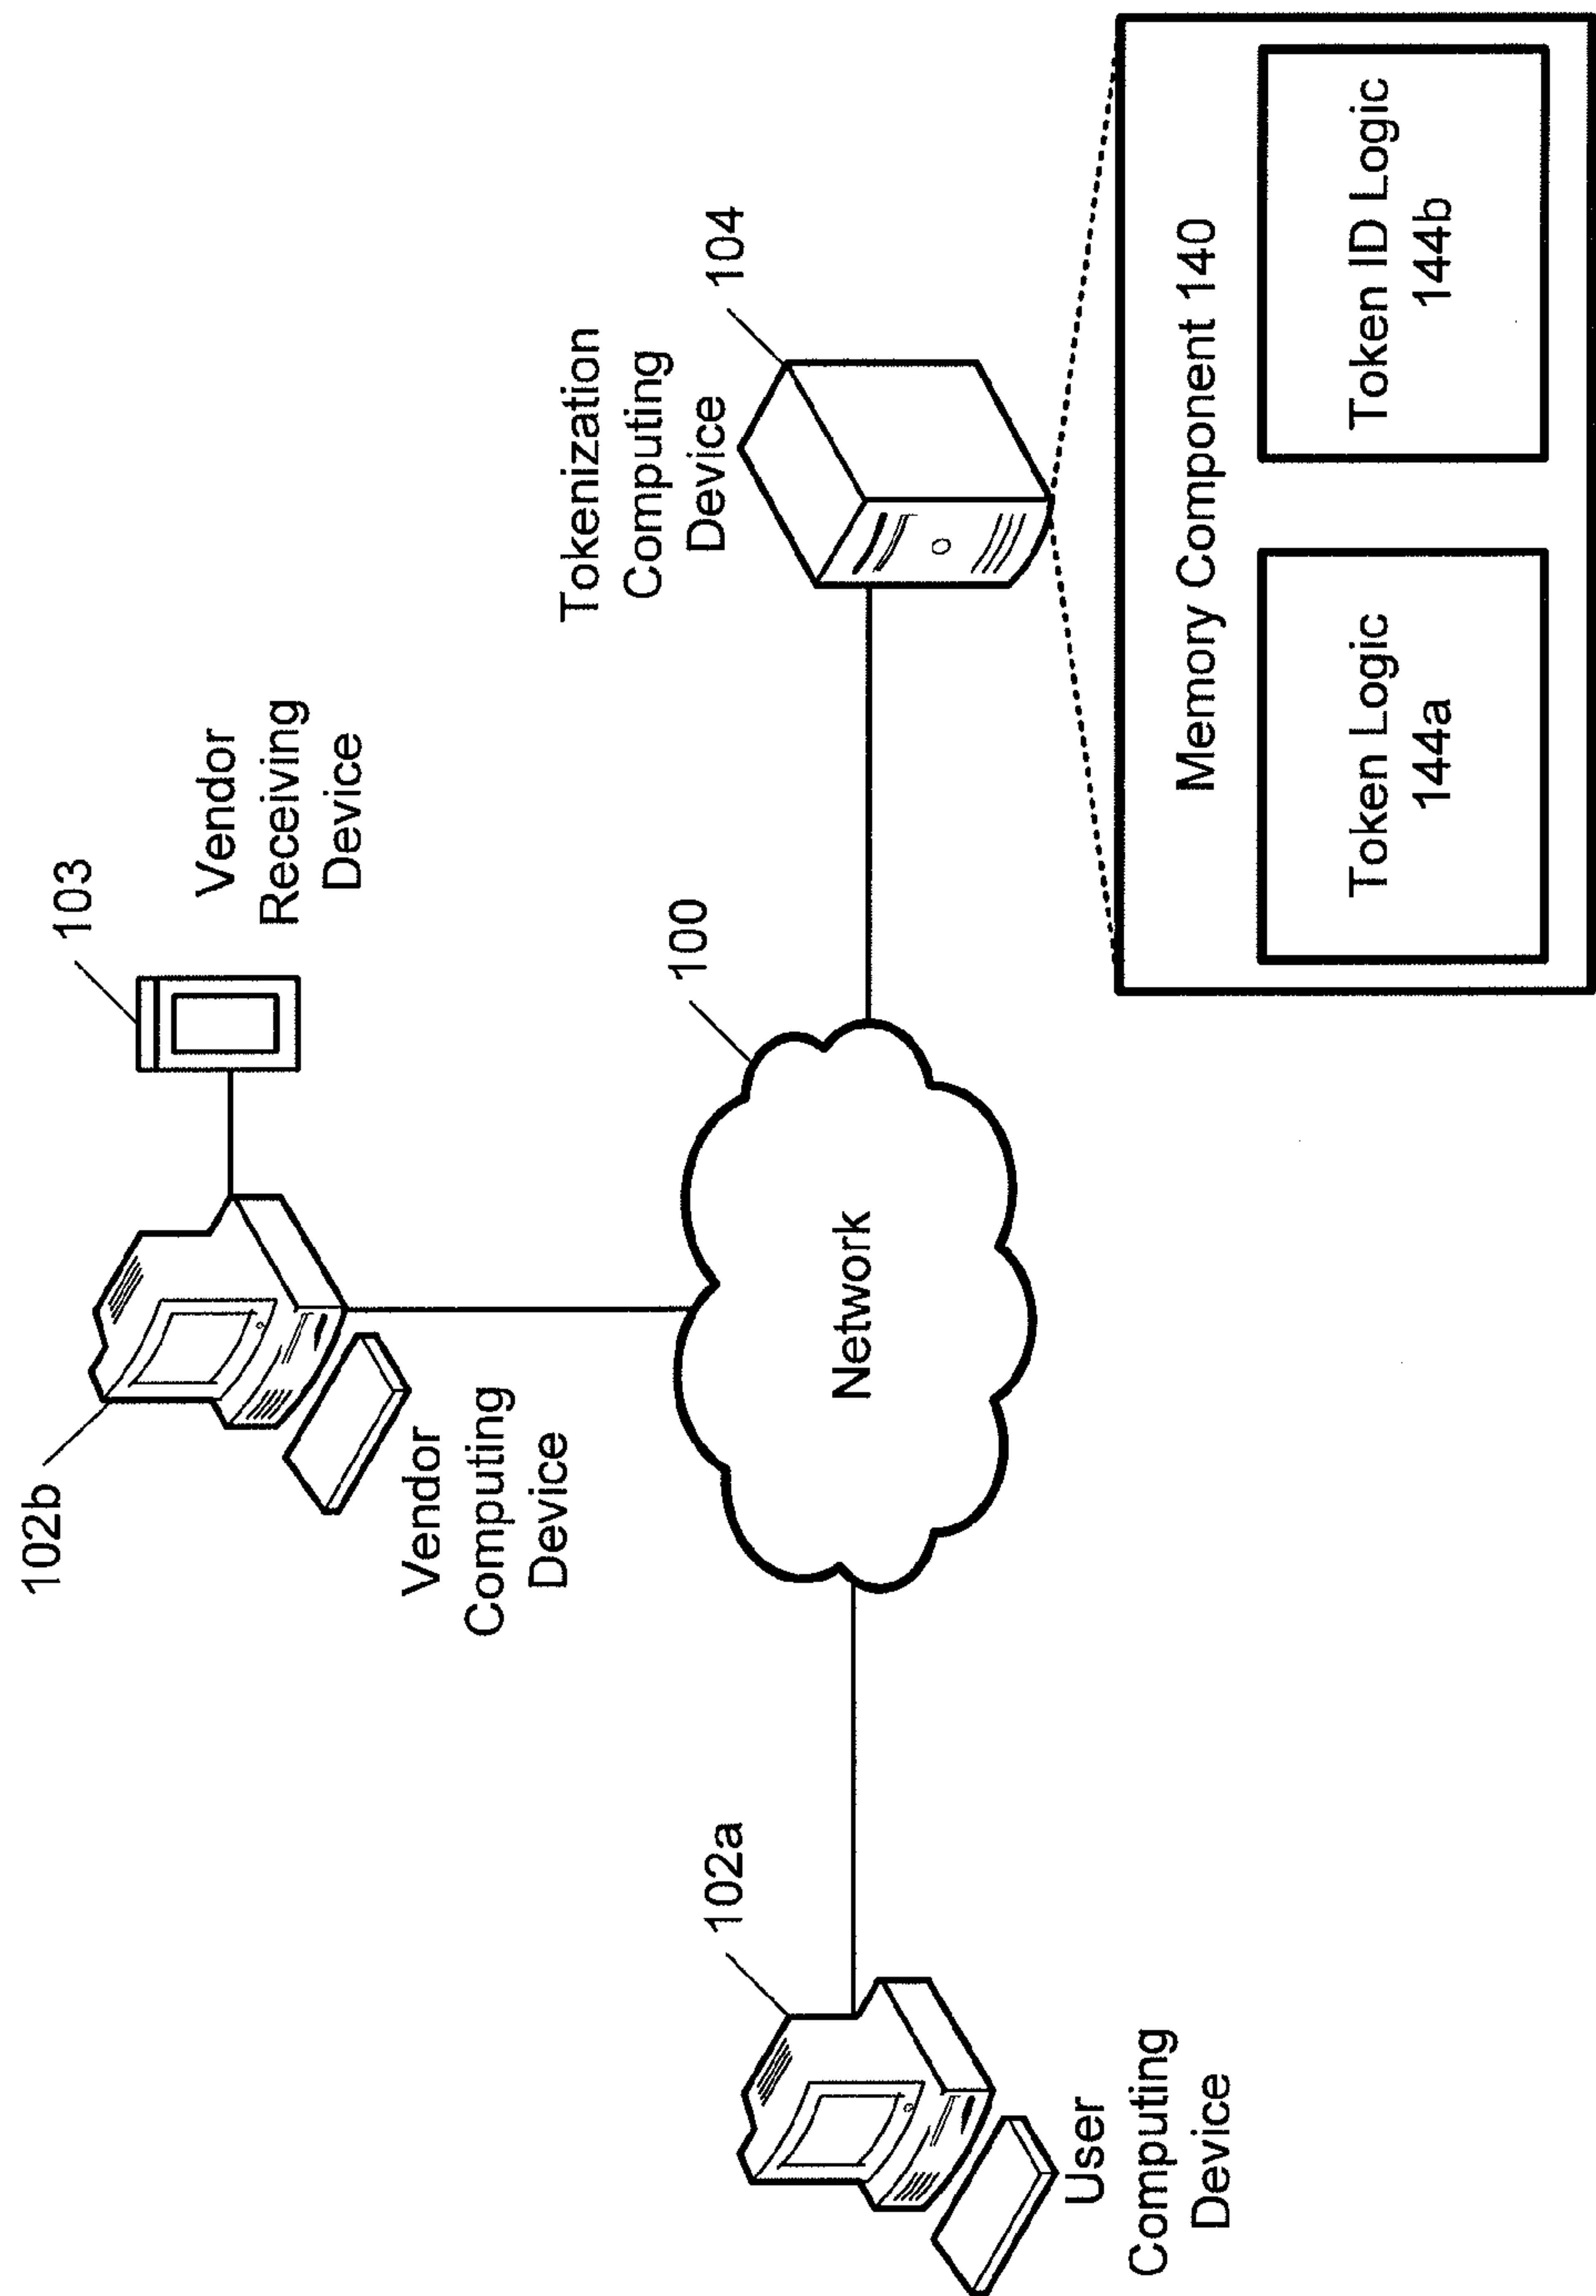 102b
103
Vendor
Receiving
Device
Vendor
Computing
Device
Tokenization
Computing
Device
104
102a
100
Network
User
Computing
Device
Memory Component 140
Token Logic
144a
Token ID Logic
144b